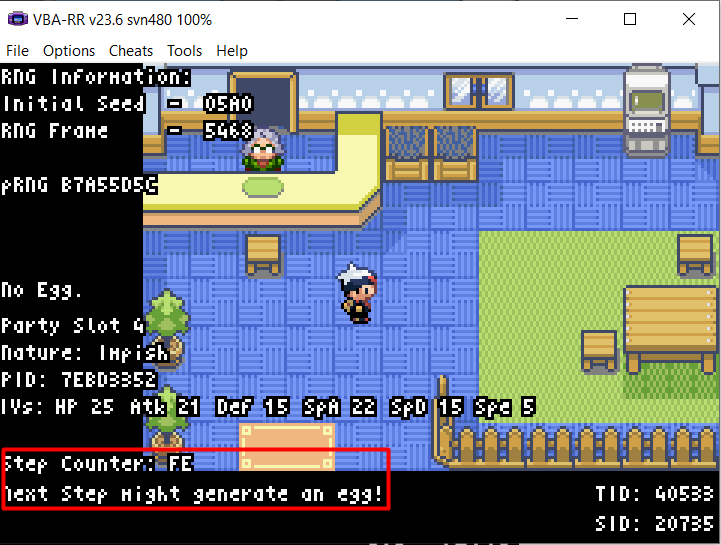 VBA-RR v23.6 svn480 100%
File Options Cheats Tools Help
RNG Information:
Initial Seed - 05A0
RNG Frame - 5468
pRNG B7A55D5C
No Egg.
Party Slot 4
Nature: Impish
PID: 7EBD3352
IVs: HP 25 Atk 21 Def 15 SpA 22 SpD 15 Spe 5
Step Counter: FE
Next Step might generate an egg!
TID: 40533
SID: 20735